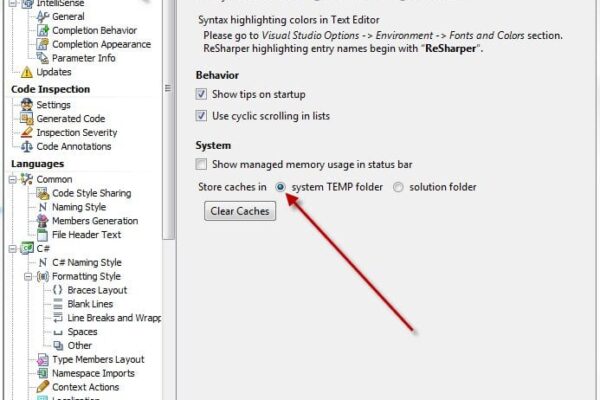 IntelliSense
General
Completion Behavior
Completion Appearance
Parameter Info
Updates
Code Inspection
Settings
Generated Code
Inspection Severity
Code Annotations
Languages
Common
Code Style Sharing
N Naming Style
Members Generation
File Header Text
C#
N C# Naming Style
Formatting Style
Braces Layout
Blank Lines
Line Breaks and Wrapp
Spaces
Other
Type Members Layout
Namespace Imports
Context Actions
Localization
Syntax highlighting colors in Text Editor
Please go to Visual Studio Options -> Environment -> Fonts and Colors section.
ReSharper highlighting entry names begin with “ReSharper”.
Behavior
Show tips on startup
Use cyclic scrolling in lists
System
Show managed memory usage in status bar
Store caches in system TEMP folder solution folder
Clear Caches